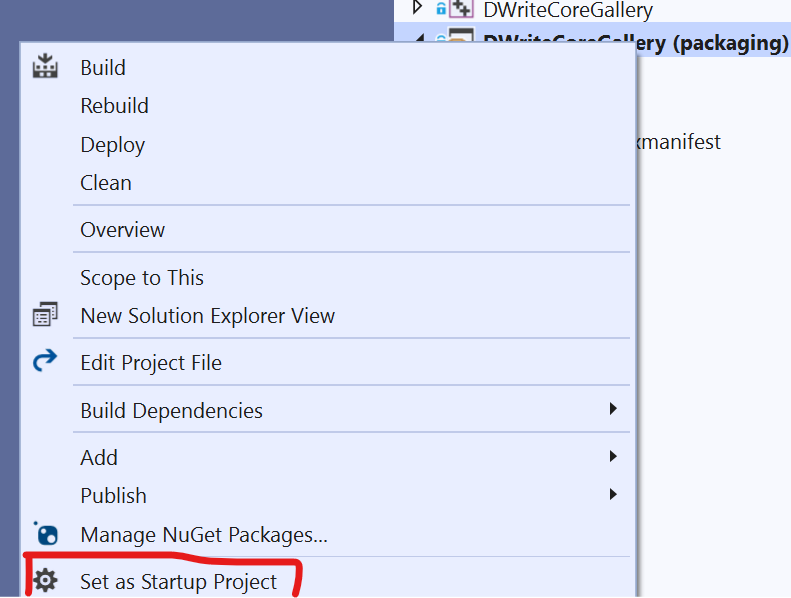 DWriteCoreGallery
DWriteCoreGallery (packaging)
Build
Rebuild
Deploy
xmanifest
Clean
Overview
Scope to This
New Solution Explorer View
Edit Project File
Build Dependencies
Add
Publish
Manage NuGet Packages...
Set as Startup Project